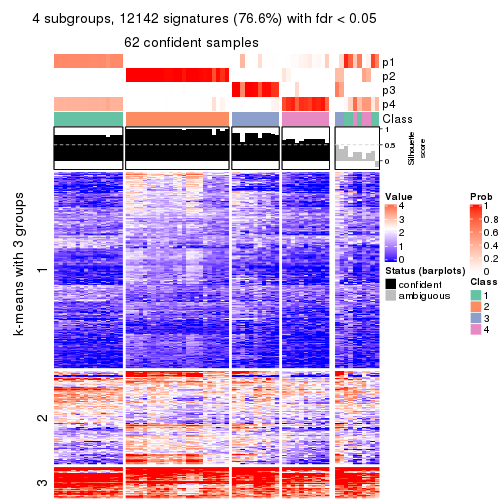 4 subgroups, 12142 signatures (76.6%) with fdr < 0.05
62 confident samples
p1
p2
p3
p4
Class
1
0.5
0
Silhouette
score
k-means with 3 groups
1
2
3
Value
4
3
2
1
0
Status (barplots)
confident
ambiguous
Prob
1
0.8
0.6
0.4
0.2
0
Class
1
2
3
4